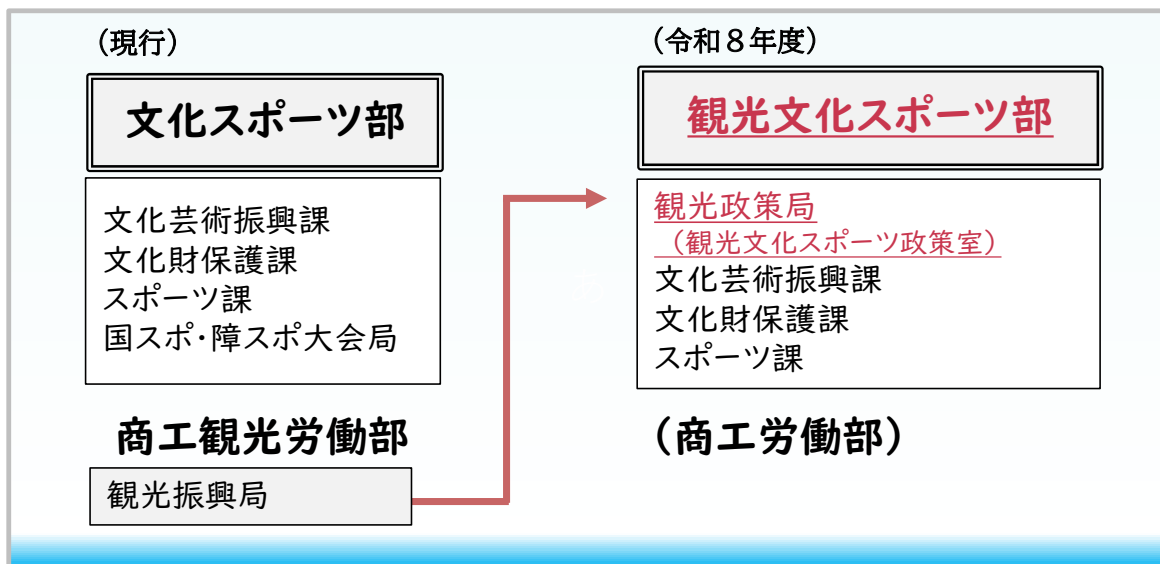 （現行）
文化スポーツ部
文化芸術振興課
文化財保護課
スポーツ課
国スポ・障スポ大会局
商工観光労働部
観光振興局
（令和８年度）
観光文化スポーツ部
観光政策局
（観光文化スポーツ政策室）
文化芸術振興課
文化財保護課
スポーツ課
（商工労働部）
あ